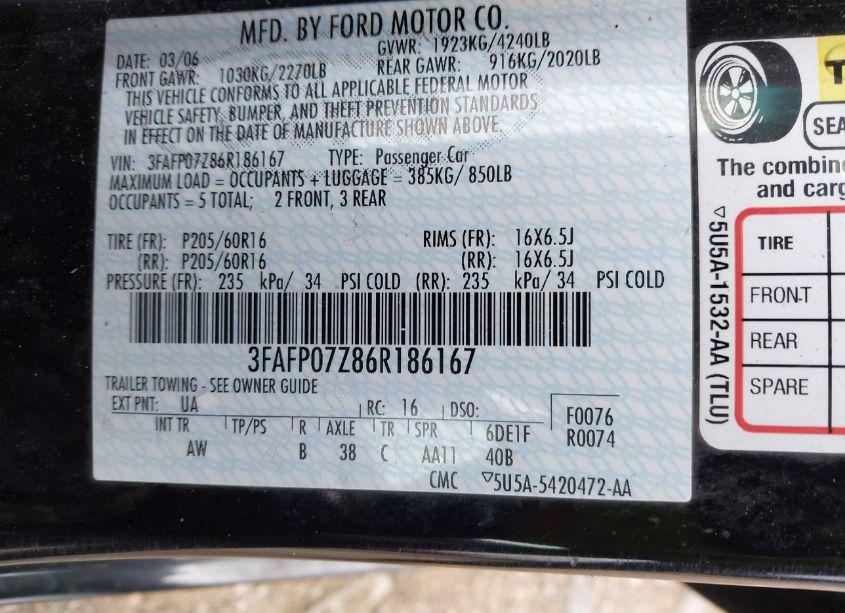 MFD. BY FORD MOTOR CO.
DATE: 03/06
GVWR: 1923KG/4240LB
FRONT GAWR: 1030KG/2270LB
REAR GAWR: 916KG/2020LB
THIS VEHICLE CONFORMS TO ALL APPLICABLE FEDERAL MOTOR
VEHICLE SAFETY, BUMPER, AND THEFT PREVENTION STANDARDS
IN EFFECT ON THE DATE OF MANUFACTURE SHOWN ABOVE.
VIN: 3FAFP07Z86R186167 TYPE: Passenger Car
MAXIMUM LOAD = OCCUPANTS + LUGGAGE = 385KG/ 850LB
OCCUPANTS = 5 TOTAL; 2 FRONT, 3 REAR
TIRE (FR): P205/60R16 RIMS (FR): 16X6.5J
(RR): P205/60R16 (RR): 16X6.5J
PRESSURE (FR): 235 kPa/ 34 PSI COLD (RR): 235 kPa/ 34 PSI COLD
3FAFP07Z86R186167
TRAILER TOWING - SEE OWNER GUIDE
EXT PNT: UA RC: 16 DSO: F0076
INT TR TP/PS R AXLE TR SPR 6DE1F R0074
AW B 38 C AA11 40B
CMC ▽5U5A-5420472-AA
T
SEA
The combine
and carg
TIRE
FRONT
REAR
SPARE
▽5U5A-1532-AA (TLU)